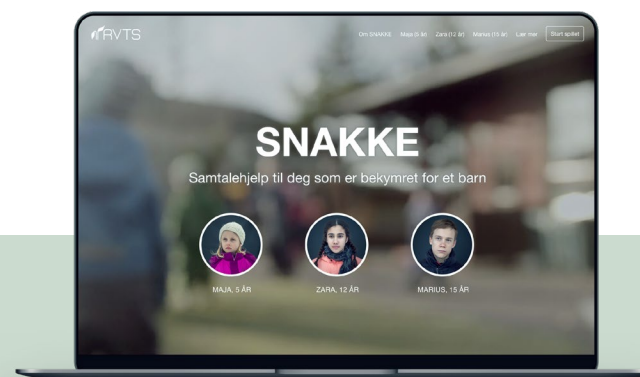 RVTS
Om SNAKKE Maja (5 år) Zara (12 år) Marius (15 år) Lær mer Start spillet
SNAKKE
Samtalehjelp til deg som er bekymret for et barn
MAJA, 5 ÅR ZARA, 12 ÅR MARIUS, 15 ÅR